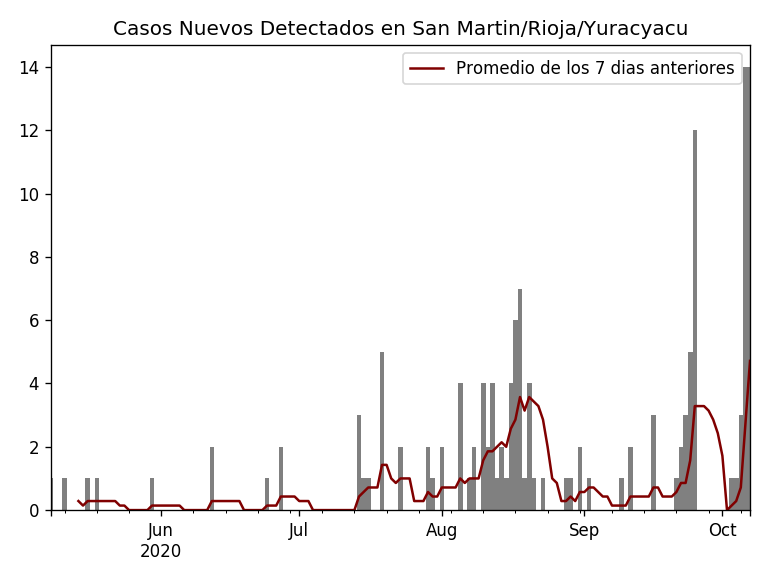 Casos Nuevos Detectados en San Martin/Rioja/Yuracyacu
Promedio de los 7 dias anteriores
14
12
10
8
6
4
2
0
Jun
2020
Jul
Aug
Sep
Oct